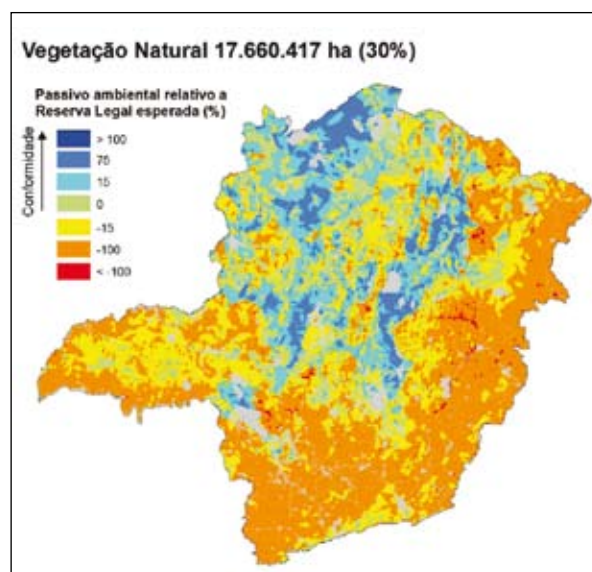 Vegetação Natural 17.660.417 ha (30%)
Passivo ambiental relativo a
Reserva Legal esperada (%)
Conformidade
> 100
75
15
0
-15
-100
< -100